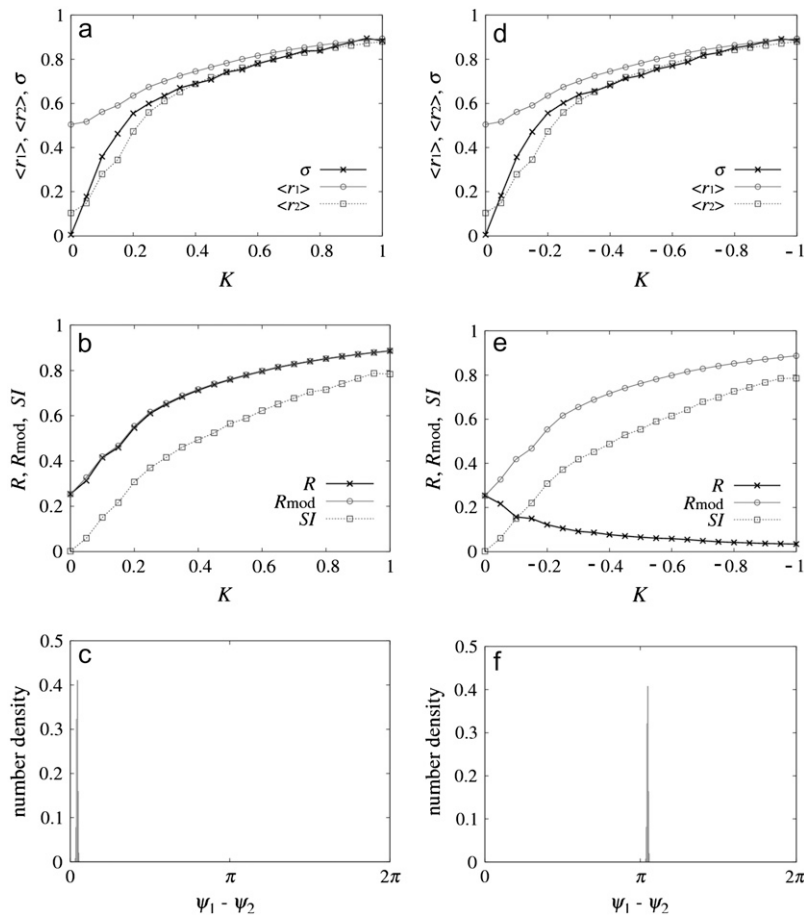 a
1
0.8
0.6
0.4
0.2
0
<r1>, <r2>, σ
σ
<r1>
<r2>
0 0.2 0.4 0.6 0.8 1
K
d
1
0.8
0.6
0.4
0.2
0
<r1>, <r2>, σ
σ
<r1>
<r2>
0 -0.2 -0.4 -0.6 -0.8 -1
K
b
1
0.8
0.6
0.4
0.2
0
R, Rmod, SI
R
Rmod
SI
0 0.2 0.4 0.6 0.8 1
K
e
1
0.8
0.6
0.4
0.2
0
R, Rmod, SI
R
Rmod
SI
0 -0.2 -0.4 -0.6 -0.8 -1
K
c
0.5
0.4
0.3
0.2
0.1
0
number density
0 π 2π
ψ1 - ψ2
f
0.5
0.4
0.3
0.2
0.1
0
number density
0 π 2π
ψ1 - ψ2